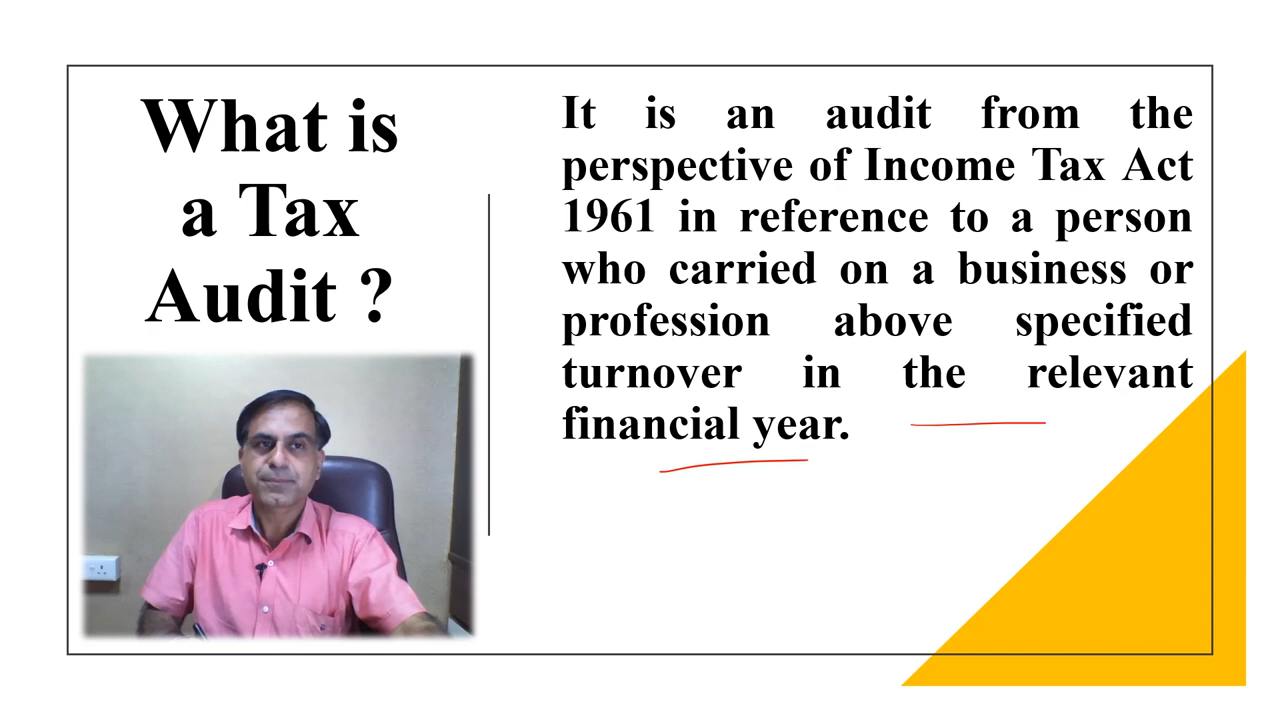 What is
a Tax
Audit ?
It is an audit from the
perspective of Income Tax Act
1961 in reference to a person
who carried on a business or
profession above specified
turnover in the relevant
financial year.